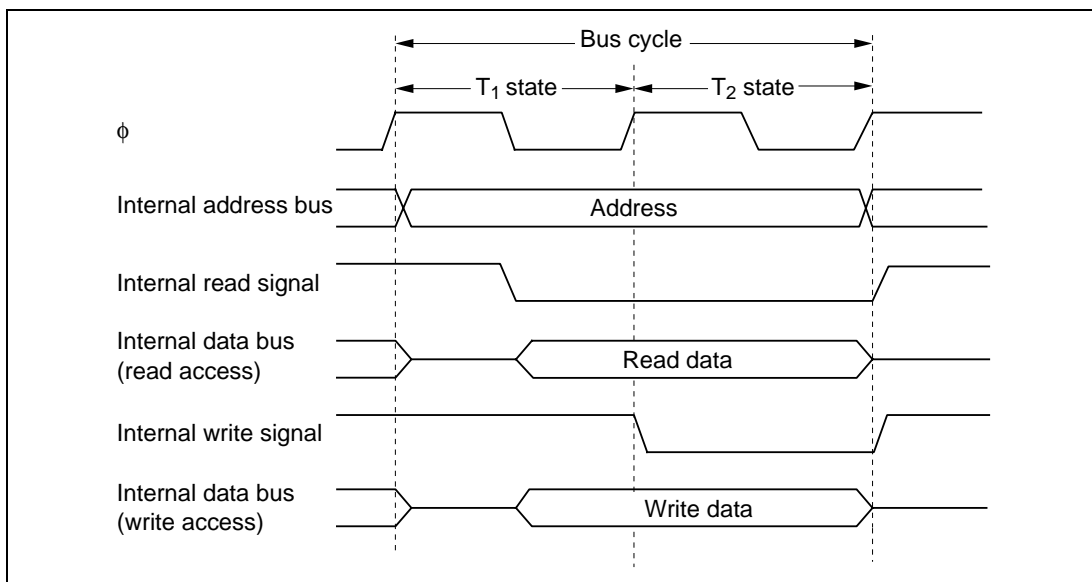 Bus cycle
T₁ state
T₂ state
ϕ
Internal address bus
Address
Internal read signal
Internal data bus
(read access)
Read data
Internal write signal
Internal data bus
(write access)
Write data